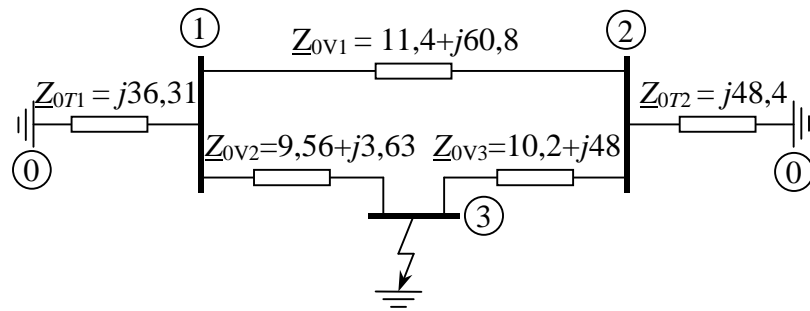 1
2
Z0V1 = 11,4+j60,8
Z0T1 = j36,31
Z0T2 = j48,4
Z0V2=9,56+j3,63
Z0V3=10,2+j48
0
0
3